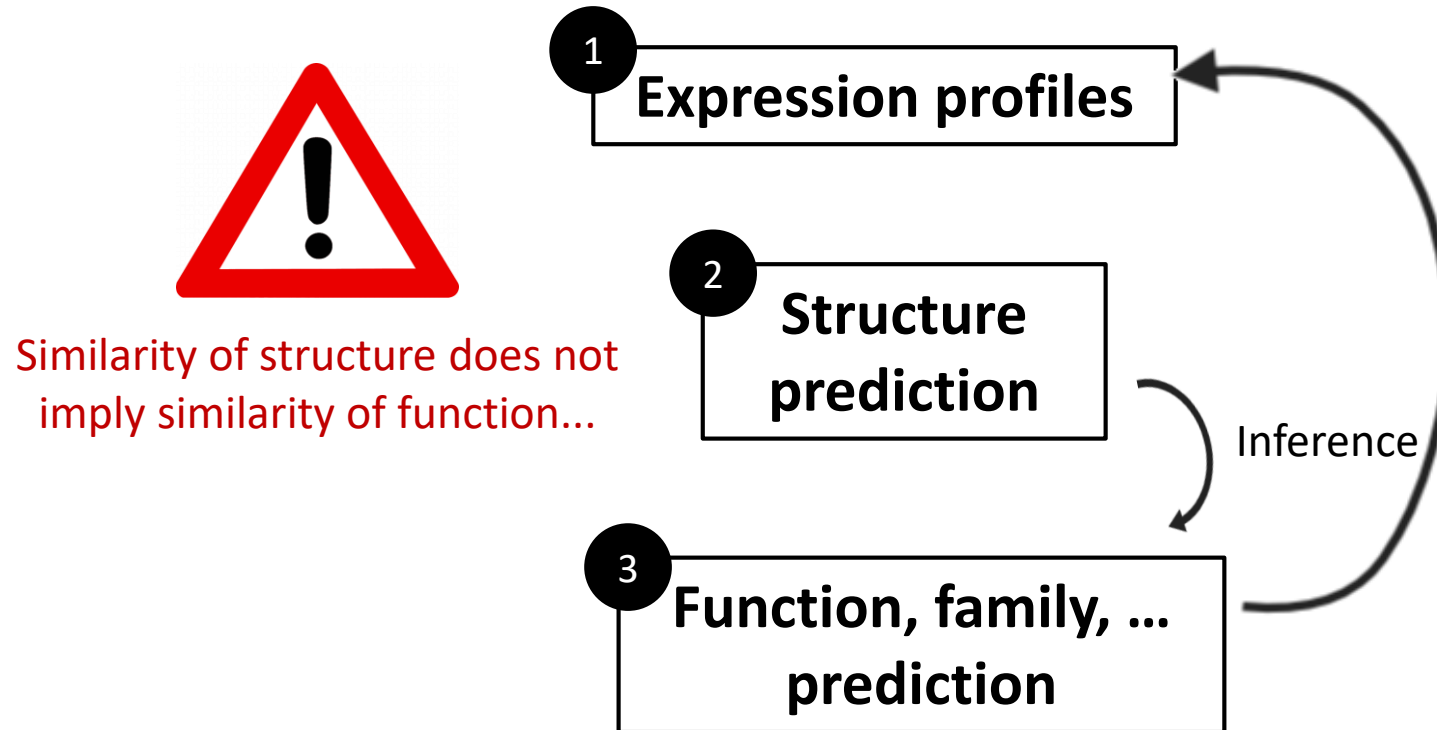 1
Expression profiles
2
Structure
prediction
Similarity of structure does not
imply similarity of function...
Inference
3
Function, family, ...
prediction